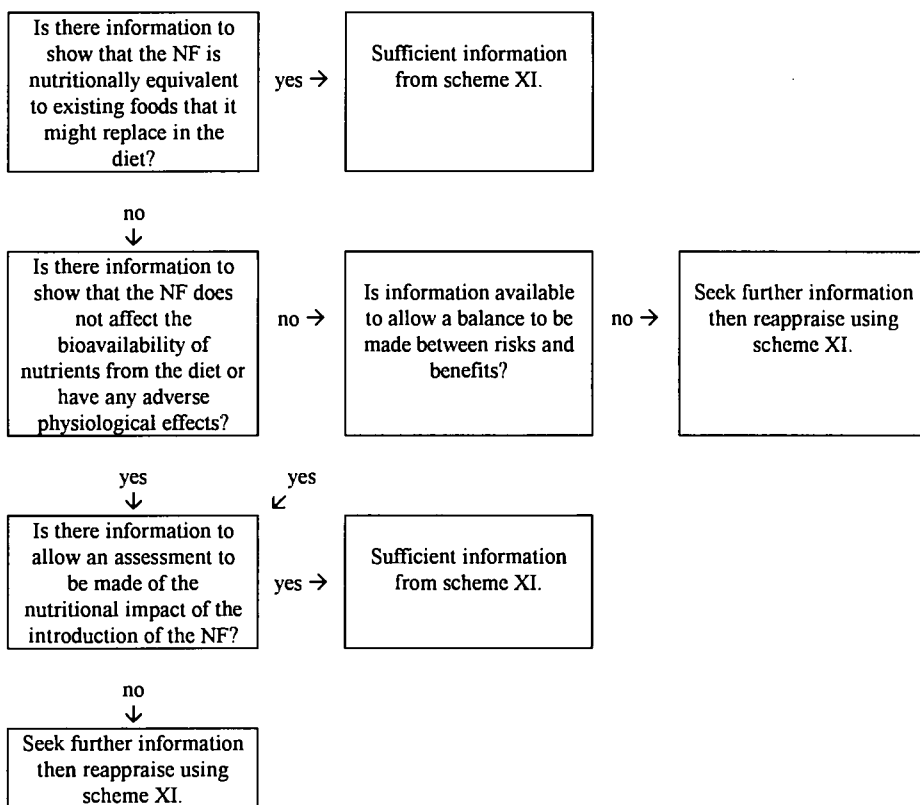 Is there information to
show that the NF is
nutritionally equivalent
to existing foods that it
might replace in the
diet?
yes →
Sufficient information
from scheme XI.
no
↓
Is there information to
show that the NF does
not affect the
bioavailability of
nutrients from the diet or
have any adverse
physiological effects?
no →
Is information available
to allow a balance to be
made between risks and
benefits?
no →
Seek further information
then reappraise using
scheme XI.
yes
↓
yes
↙
Is there information to
allow an assessment to
be made of the
nutritional impact of the
introduction of the NF?
yes →
Sufficient information
from scheme XI.
no
↓
Seek further information
then reappraise using
scheme XI.